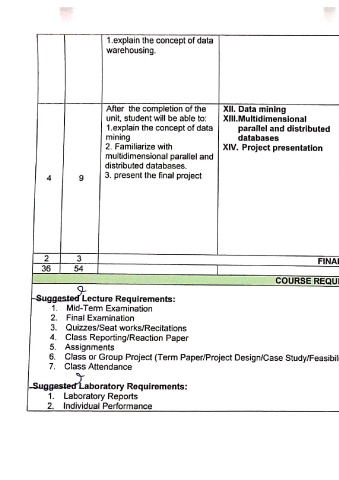 1.explain the concept of data
warehousing.
After the completion of the
unit, student will be able to:
1.explain the concept of data
mining
2. Familiarize with
multidimensional parallel and
distributed databases.
3. present the final project
4
9
XII. Data mining
XIII.Multidimensional
parallel and distributed
databases
XIV. Project presentation
2 3
FINA
36 54
COURSE REQUI
Suggested Lecture Requirements:
1. Mid-Term Examination
2. Final Examination
3. Quizzes/Seat works/Recitations
4. Class Reporting/Reaction Paper
5. Assignments
6. Class or Group Project (Term Paper/Project Design/Case Study/Feasibil
7. Class Attendance
Suggested Laboratory Requirements:
1. Laboratory Reports
2. Individual Performance